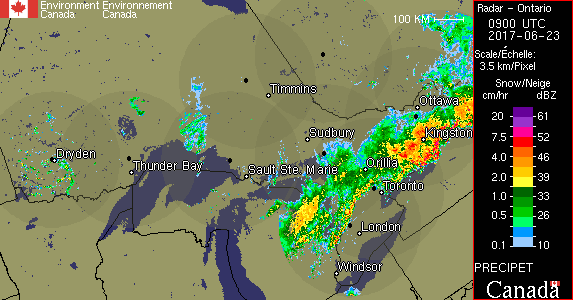 Environment Environnement
Canada Canada
100 KM
Radar - Ontario
0900 UTC
2017-06-23
Scale/Échelle:
3.5 km/Pixel
Snow/Neige
cm/hr dBZ
20 61
7.5 52
4.0 46
2.0 39
1.0 33
0.5 26
0.1 10
PRECIPET
Canada
Timmins
Ottawa
Sudbury
Kingston
Dryden
Thunder Bay
Sault Ste. Marie
Orillia
Toronto
London
Windsor